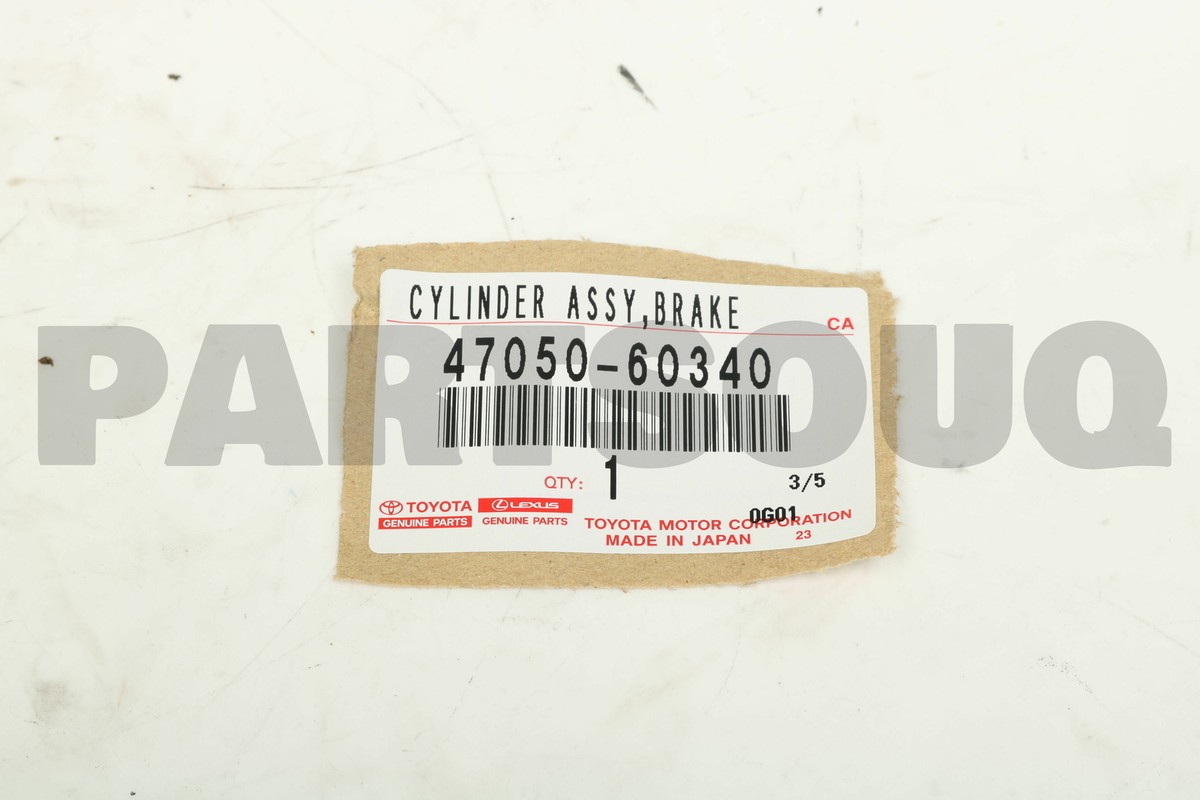 CYLINDER ASSY,BRAKE
CA
47050-60340
PARTSOUQ
QTY: 1
3/5
TOYOTA LEXUS
GENUINE PARTS GENUINE PARTS
0G01
TOYOTA MOTOR CORPORATION
MADE IN JAPAN 23